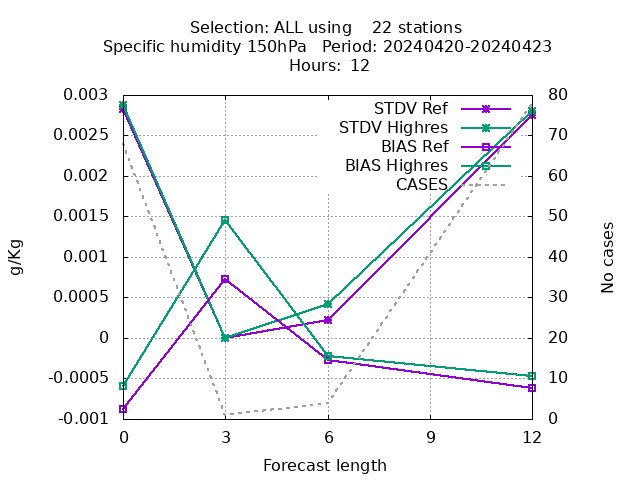 Selection: ALL using    22 stations
Specific humidity 150hPa   Period: 20240420-20240423
Hours: 12
0.003
0.0025
0.002
0.0015
0.001
0.0005
0
-0.0005
-0.001
g/Kg
STDV Ref
STDV Highres
BIAS Ref
BIAS Highres
CASES
80
70
60
50
40
30
20
10
0
No cases
0 3 6 9 12
Forecast length